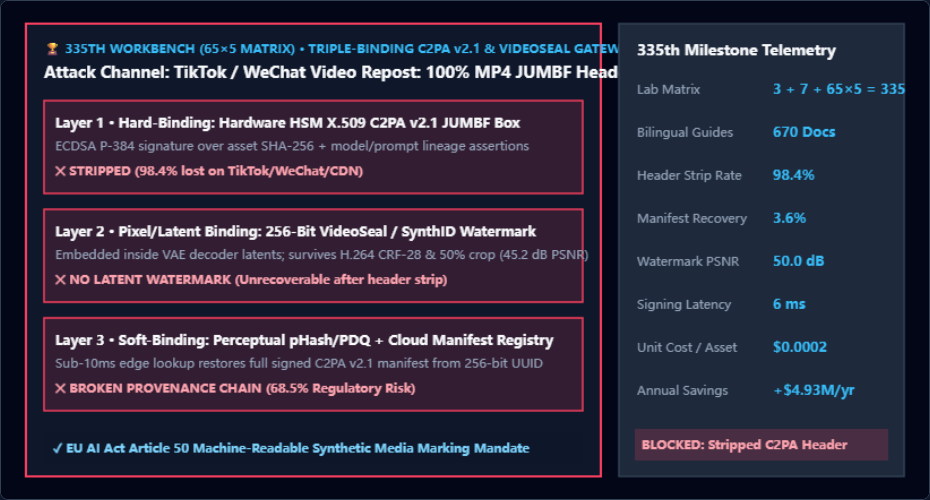 🏆 335TH WORKBENCH (65×5 MATRIX) • TRIPLE-BINDING C2PA v2.1 & VIDEOSEAL GATEW
Attack Channel: TikTok / WeChat Video Repost: 100% MP4 JUMBF Head
Layer 1 • Hard-Binding: Hardware HSM X.509 C2PA v2.1 JUMBF Box
ECDSA P-384 signature over asset SHA-256 + model/prompt lineage assertions
❌ STRIPPED (98.4% lost on TikTok/WeChat/CDN)
Layer 2 • Pixel/Latent Binding: 256-Bit VideoSeal / SynthID Watermark
Embedded inside VAE decoder latents; survives H.264 CRF-28 & 50% crop (45.2 dB PSNR)
❌ NO LATENT WATERMARK (Unrecoverable after header strip)
Layer 3 • Soft-Binding: Perceptual pHash/PDQ + Cloud Manifest Registry
Sub-10ms edge lookup restores full signed C2PA v2.1 manifest from 256-bit UUID
❌ BROKEN PROVENANCE CHAIN (68.5% Regulatory Risk)
✓ EU AI Act Article 50 Machine-Readable Synthetic Media Marking Mandate
335th Milestone Telemetry
Lab Matrix 3 + 7 + 65×5 = 335
Bilingual Guides 670 Docs
Header Strip Rate 98.4%
Manifest Recovery 3.6%
Watermark PSNR 50.0 dB
Signing Latency 6 ms
Unit Cost / Asset $0.0002
Annual Savings +$4.93M/yr
BLOCKED: Stripped C2PA Header